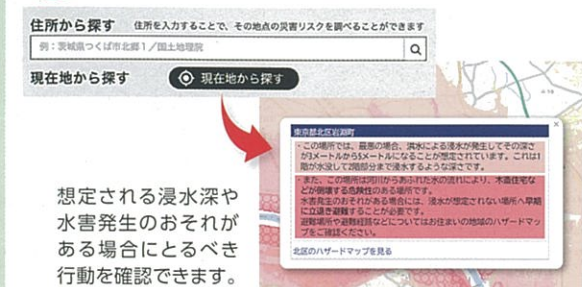 住所から探す 住所を入力することで、その地点の災害リスクを調べることができます
例：茨城県つくば市北郷1／国土地理院
現在地から探す 現在地から探す
東京都北区岩淵町
・この場所では、最悪の場合、洪水による浸水が発生してその深さ
が3メートルから5メートルになることが想定されています。これは1
階が水没して2階部分まで浸水するような深さです。
・また、この場所は河川からあふれた水の流れにより、木造住宅な
どが倒壊する危険性のある場所です。
水害発生のおそれがある場合には、浸水が想定されない場所へ早期
に立退き避難することが必要です。
避難場所や避難経路などについてはお住まいの地域のハザードマッ
プをご確認ください。
北区のハザードマップを見る
想定される浸水深や
水害発生のおそれが
ある場合にとるべき
行動を確認できます。